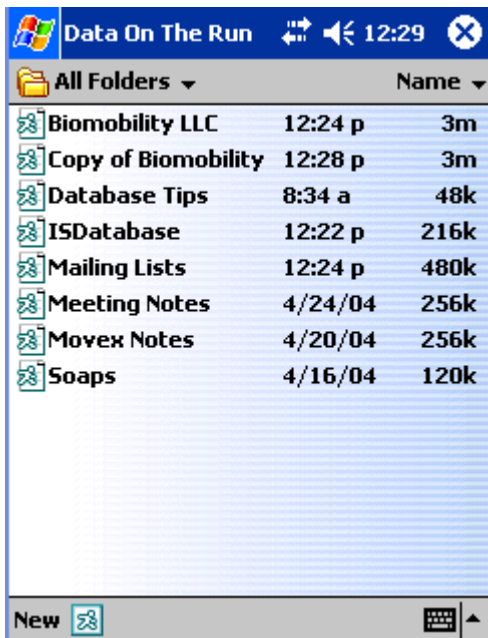 Data On The Run 12:29
All Folders Name
Biomobility LLC 12:24 p 3m
Copy of Biomobility 12:28 p 3m
Database Tips 8:34 a 48k
ISDatabase 12:22 p 216k
Mailing Lists 12:24 p 480k
Meeting Notes 4/24/04 256k
Movex Notes 4/20/04 256k
Soaps 4/16/04 120k
New